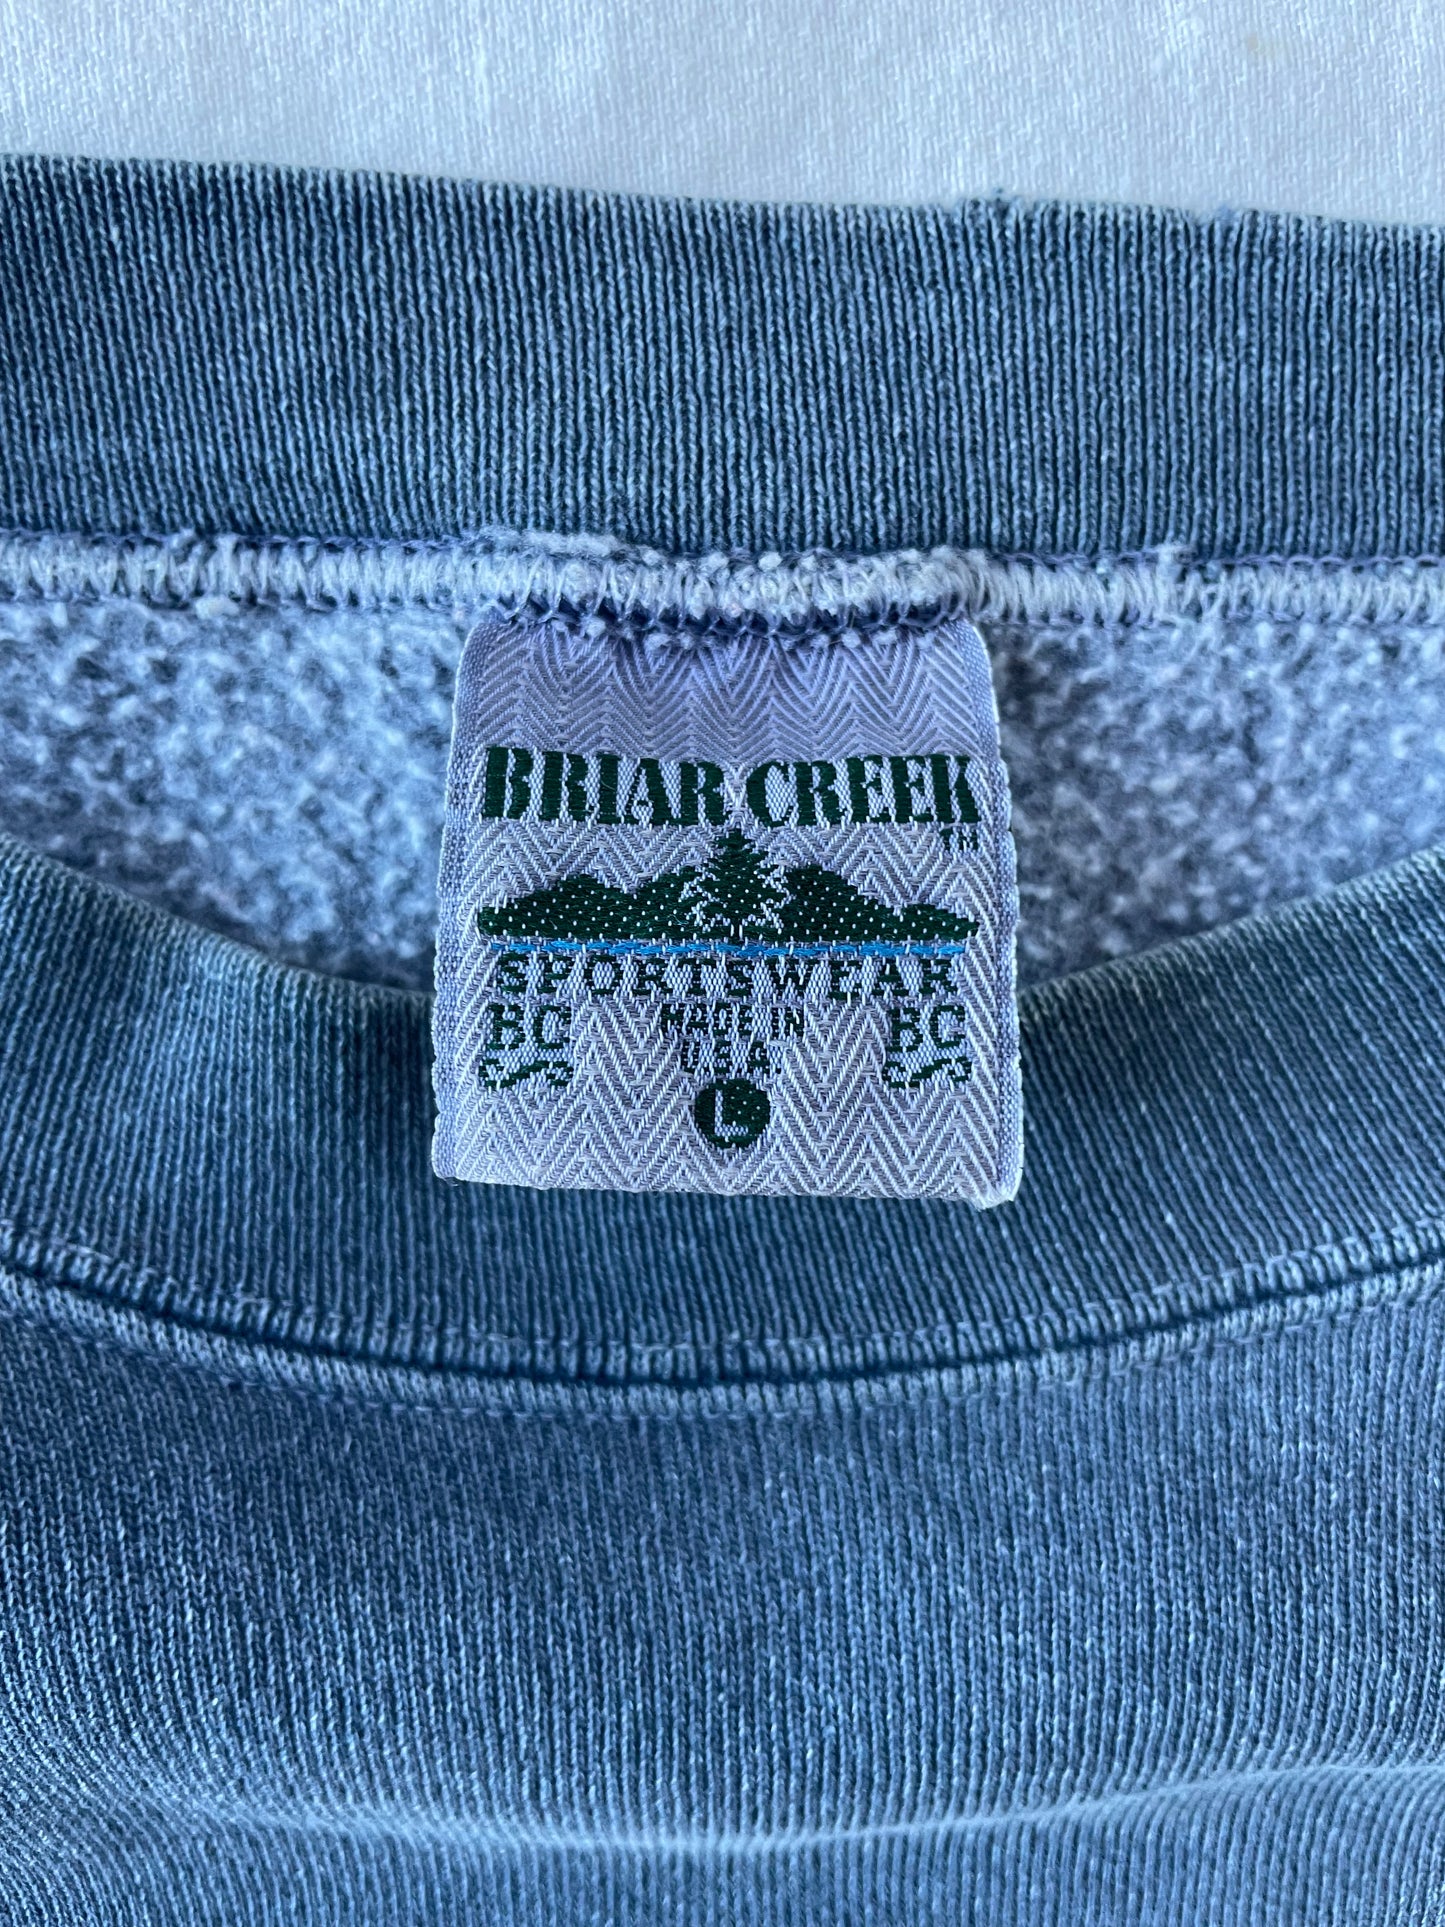 BRIAR CREEK
TM
SPORTSWEAR
BC MADE IN BC
U.S.A.
L